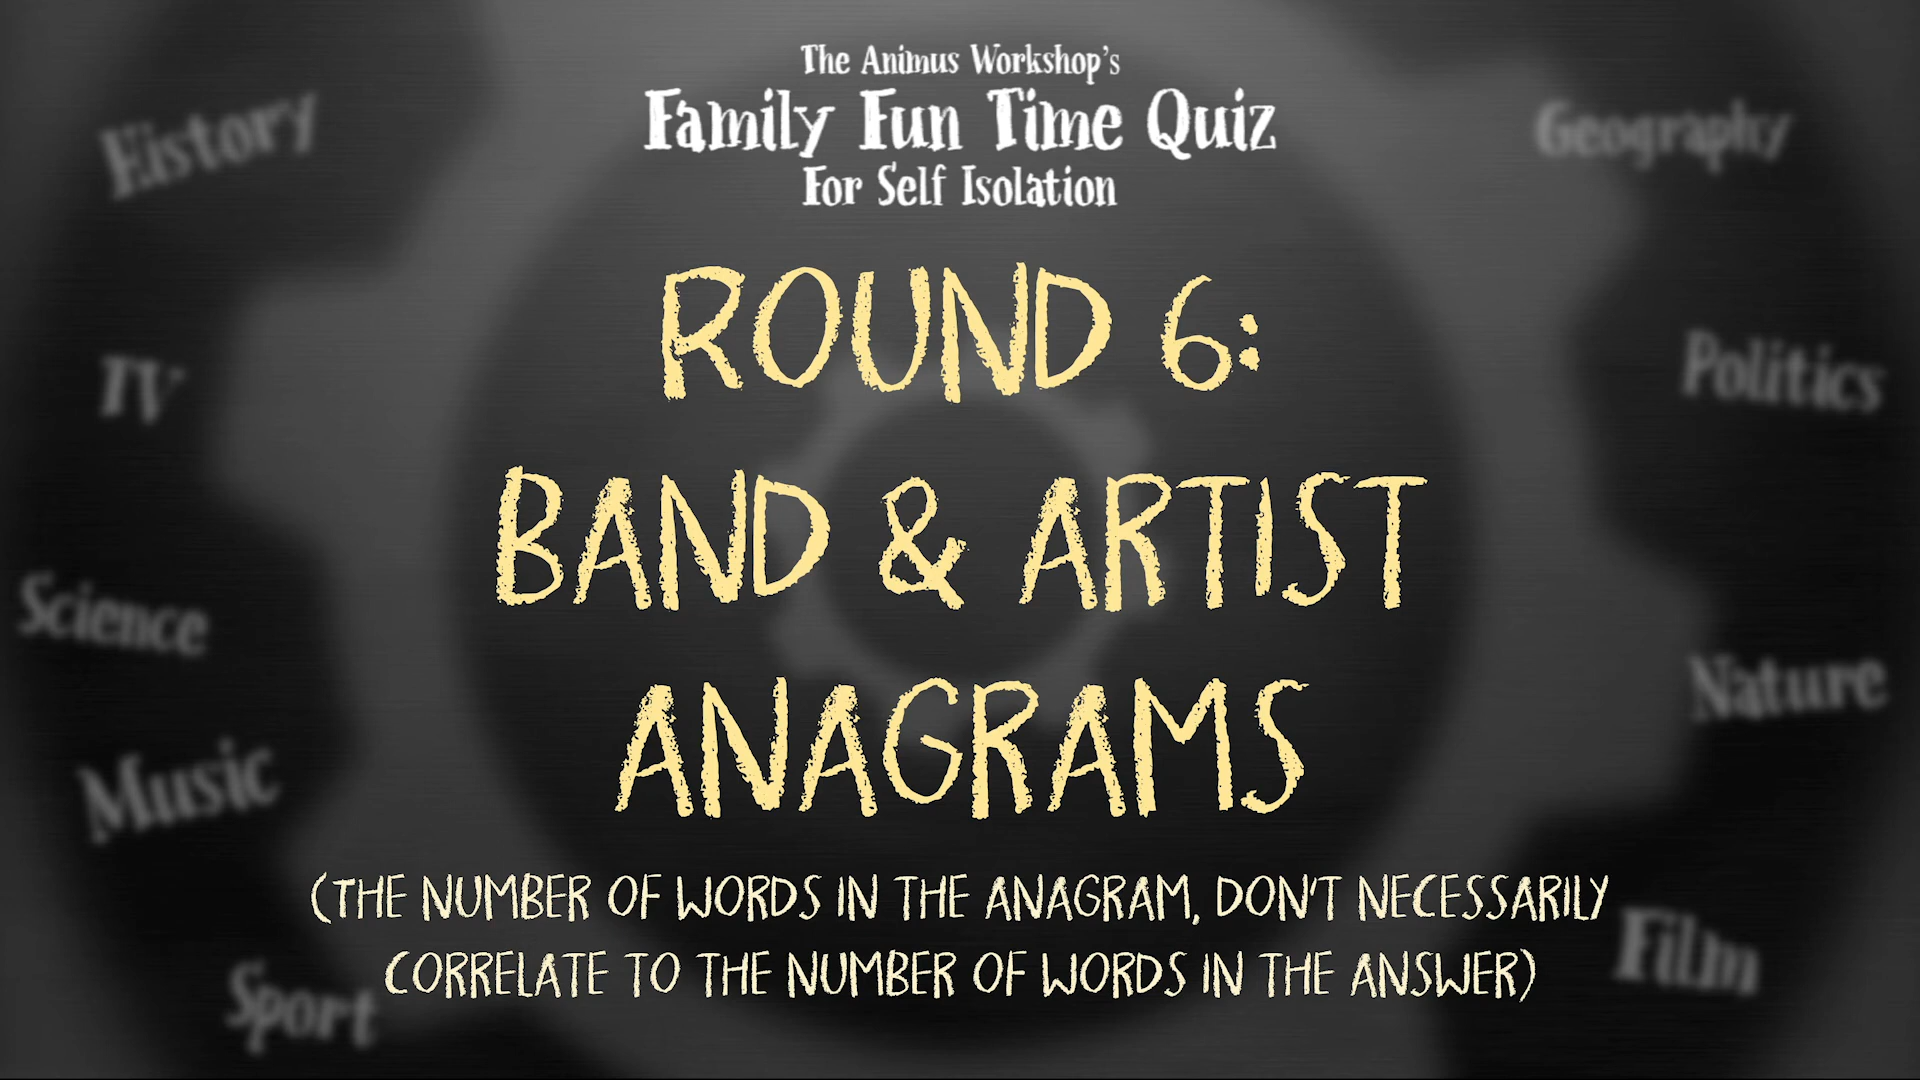 The Animus Workshop's
Family Fun Time Quiz
For Self Isolation
History
Geography
ROUND 6:
TV
Politics
BAND & ARTIST
Science
ANAGRAMS
Nature
Music
(THE NUMBER OF WORDS IN THE ANAGRAM, DON'T NECESSARILY
CORRELATE TO THE NUMBER OF WORDS IN THE ANSWER)
Film
Sport